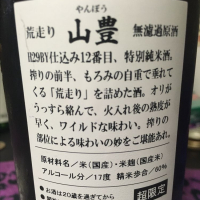 やんぽう
荒走り 山豊 無濾過原酒
H29BY仕込み12番目、特別純米酒。
搾りの前半、もろみの自重で垂れて
くる「荒走り」を詰めた酒。オリが
うっすら絡んで、火入れ後の熟度が
早く、ワイルドな味わい。搾りの
部位による味わいの妙をご堪能あれ。
原材料名／米(国産)・米麹(国産米)
アルコール分／17度 精米歩合／60%
●お酒は20歳を過ぎてから
超限定